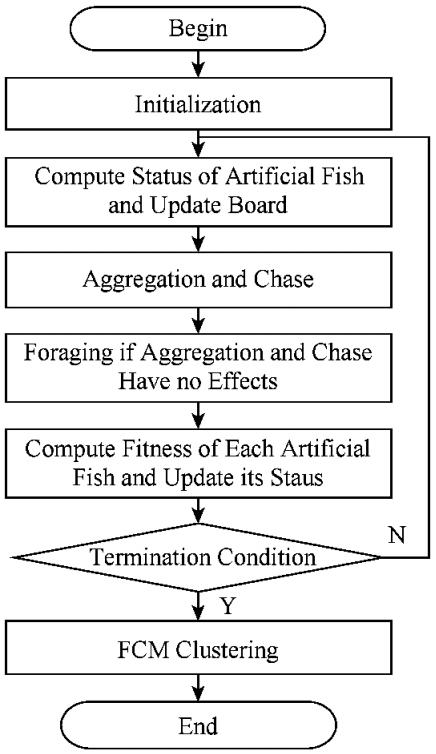 Begin
Initialization
Compute Status of Artificial Fish
and Update Board
Aggregation and Chase
Foraging if Aggregation and Chase
Have no Effects
Compute Fitness of Each Artificial
Fish and Update its Staus
Termination Condition
N
Y
FCM Clustering
End